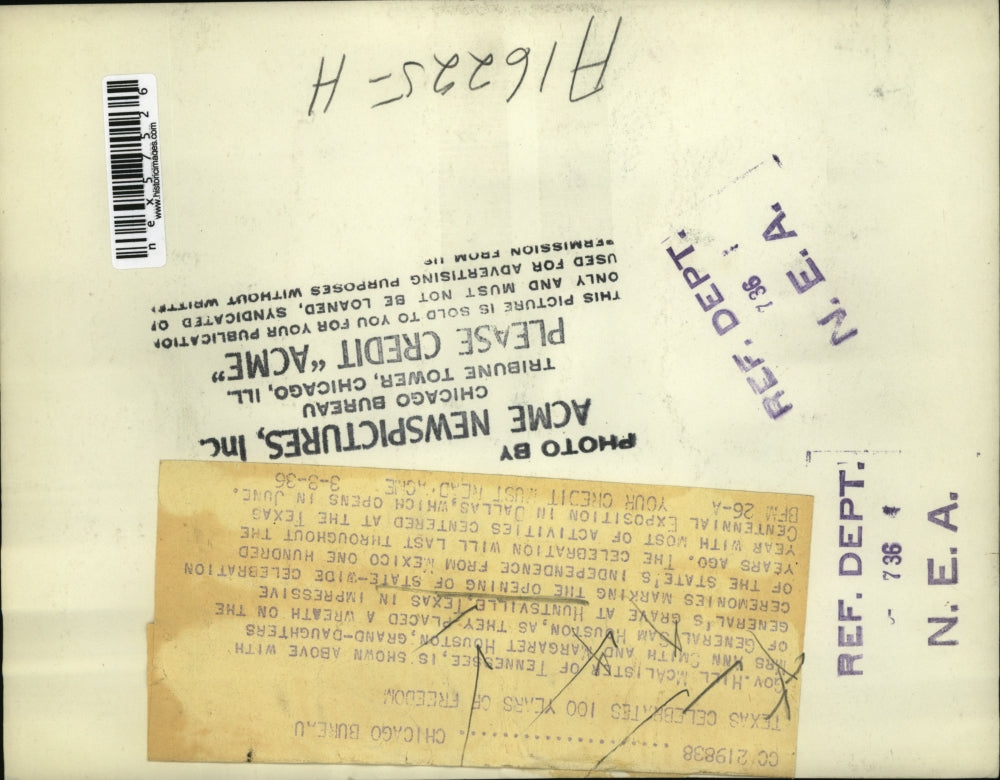 A16225-H
nex5 7526
www.historicimages.com
PHOTO BY
ACME NEWSPICTURES, Inc.
CHICAGO BUREAU
TRIBUNE TOWER, CHICAGO, ILL.
PLEASE CREDIT "ACME"
THIS PICTURE IS SOLD TO YOU FOR YOUR PUBLICATIO
ONLY AND MUST NOT BE LOANED, SYNDICATED O
USED FOR ADVERTISING PURPOSES WITHOUT WRITTE
PERMISSION FROM US
REF. DEPT.
736
N. E. A.
REF. DEPT.
736
N. E. A.
CC 219838 .................... CHICAGO BUREAU
TEXAS CELEBRATES 100 YEARS OF FREEDOM
GOV. HILL MCALISTER OF TENNESSEE, IS SHOWN ABOVE WITH
MRS ANN SMITH AND MARGARET HOUSTON, GRAND-DAUGHTERS
OF GENERAL SAM HOUSTON, AS THEY PLACED A WREATH ON THE
GENERAL'S GRAVE AT HUNTSVILLE, TEXAS IN IMPRESSIVE
CEREMONIES MARKING THE OPENING OF STATE-WIDE CELEBRATION
OF THE STATE'S INDEPENDENCE FROM MEXICO ONE HUNDRED
YEARS AGO. THE CELEBRATION WILL LAST THROUGHOUT THE
YEAR WITH MOST OF ACTIVITIES CENTERED AT THE TEXAS
CENTENNIAL EXPOSITION IN DALLAS, WHICH OPENS IN JUNE.
BFM 26-A YOUR CREDIT MUST READ: ACME 3-3-36